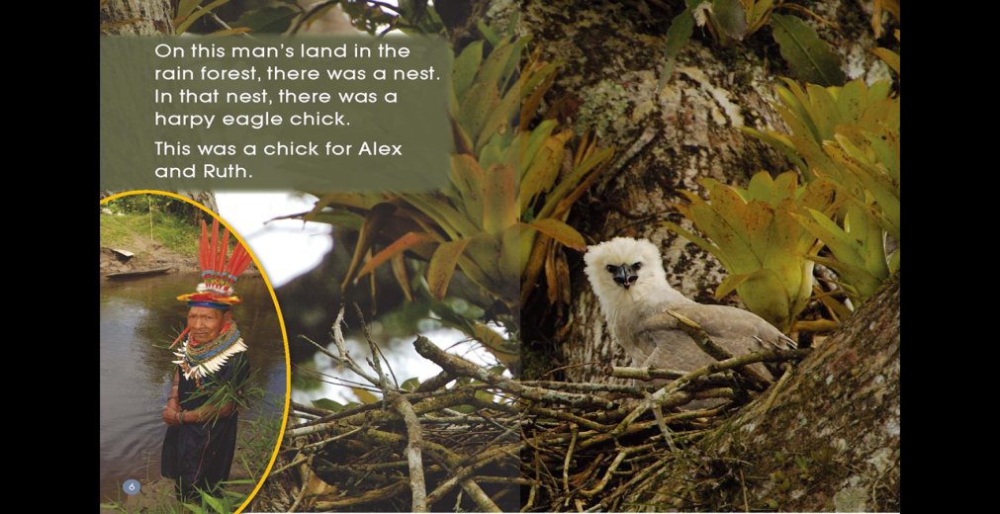 On this man's land in the
rain forest, there was a nest.
In that nest, there was a
harpy eagle chick.
This was a chick for Alex
and Ruth.
6